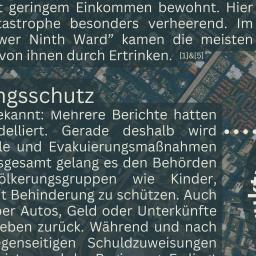 t geringem Einkommen bewohnt. Hier
tastrophe besonders verheerend. Im
wer Ninth Ward” kamen die meisten
von ihnen durch Ertrinken. [1]&[5]
ngsschutz
ekannt: Mehrere Berichte hatten
delliert. Gerade deshalb wird
le und Evakuierungsmaßnahmen
sgesamt gelang es den Behörden
ölkerungsgruppen wie Kinder,
t Behinderung zu schützen. Auch
er Autos, Geld oder Unterkünfte
eben zurück. Während und nach
egenseitigen Schuldzuweisungen